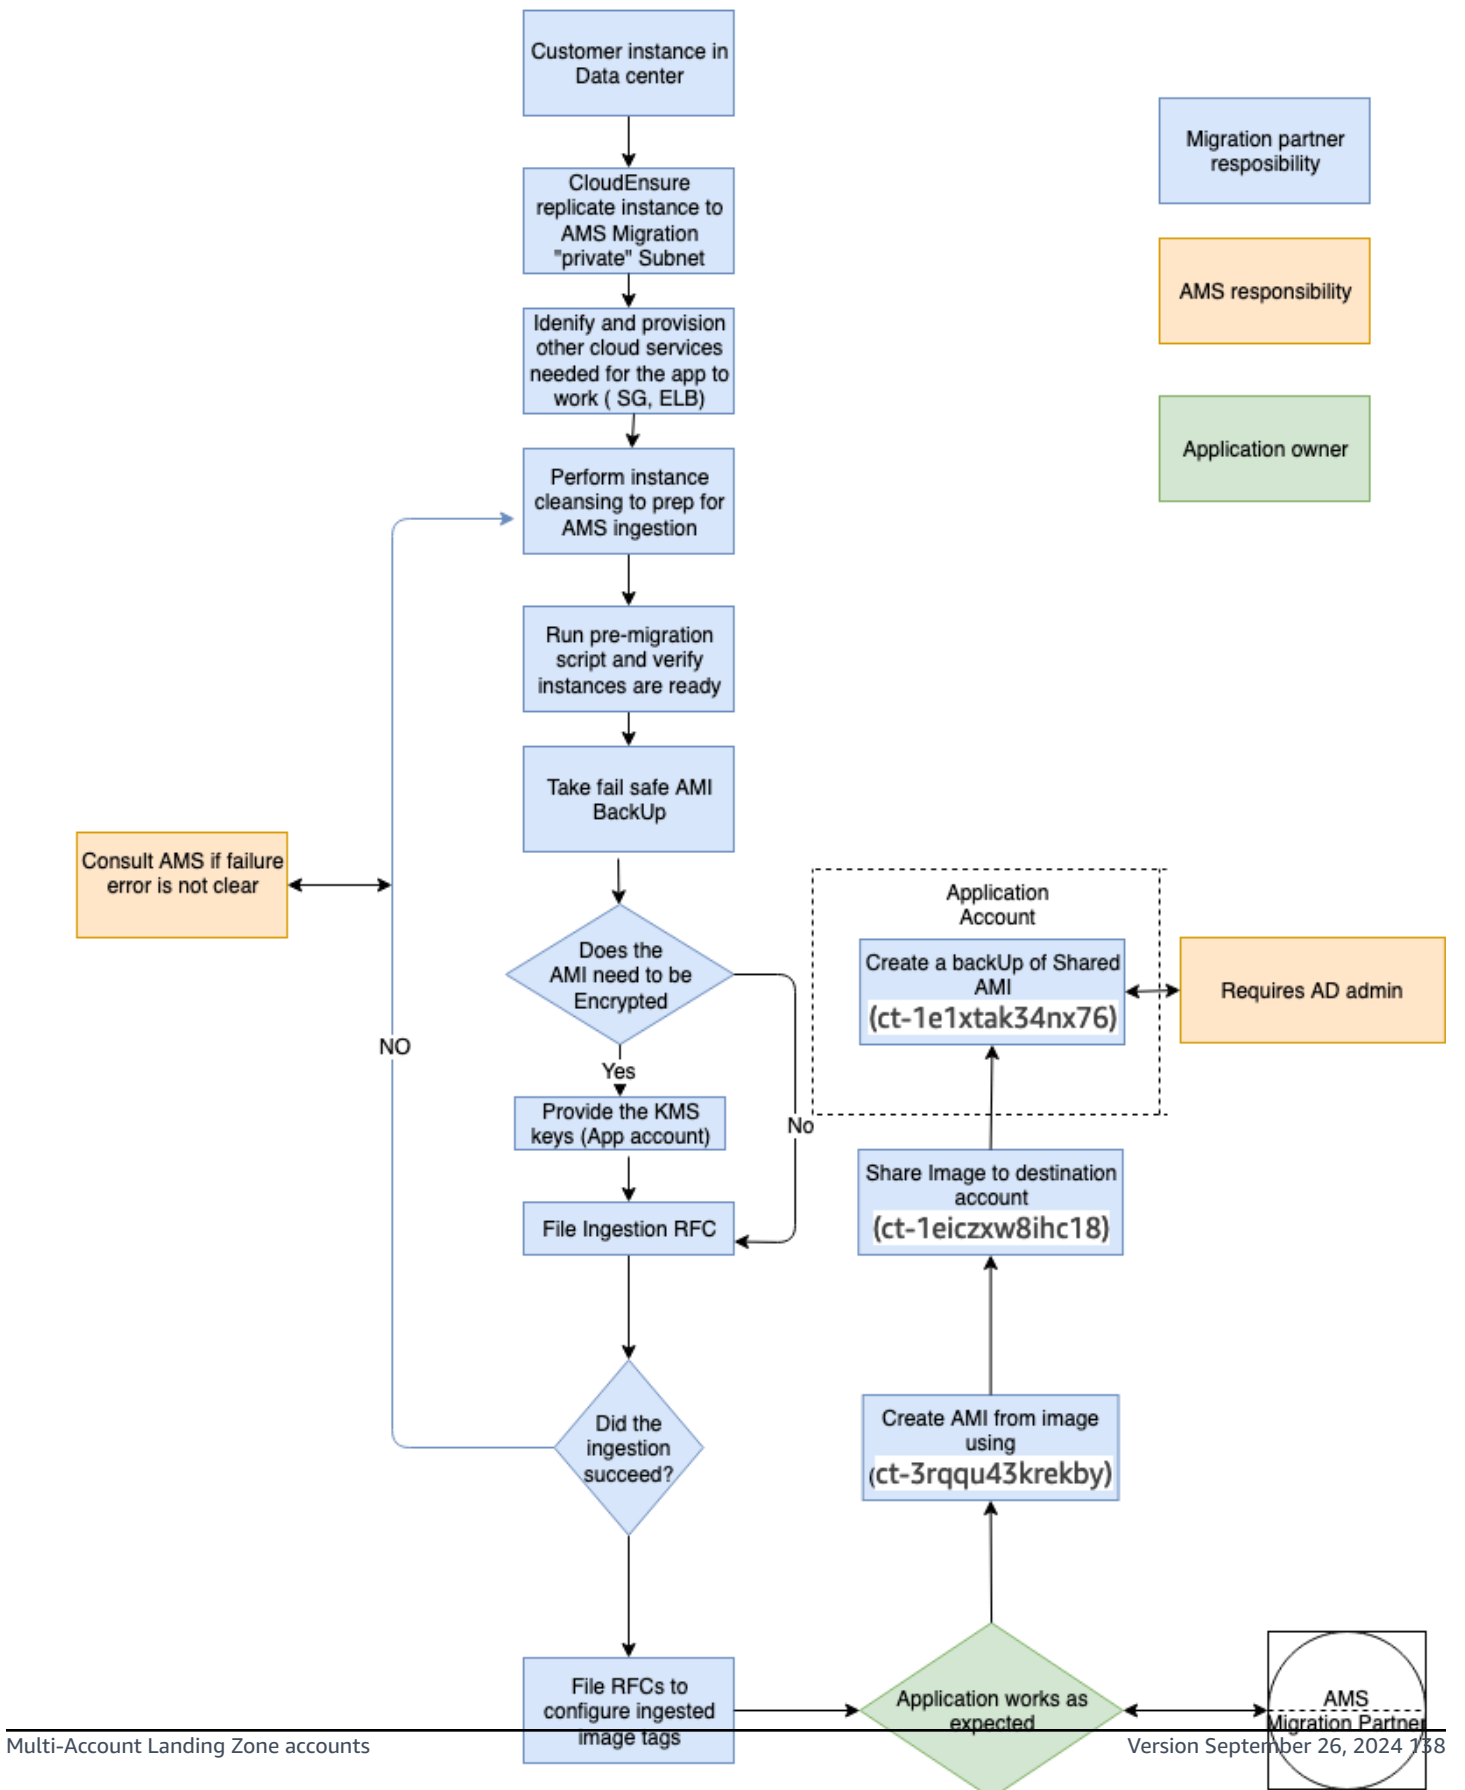 Customer instance in
Data center
CloudEnsure
replicate instance to
AMS Migration
"private" Subnet
Idenify and provision
other cloud services
needed for the app to
work ( SG, ELB)
Perform instance
cleansing to prep for
AMS ingestion
Run pre-migration
script and verify
instances are ready
Take fail safe AMI
BackUp
Does the
AMI need to be
Encrypted
Yes
No
Provide the KMS
keys (App account)
File Ingestion RFC
Did the
ingestion
succeed?
NO
Consult AMS if failure
error is not clear
File RFCs to
configure ingested
image tags
Application works as
expected
AMS
Migration Partner
Create AMI from image
using
(ct-3rqqu43krekby)
Share Image to destination
account
(ct-1eiczxw8ihc18)
Application
Account
Create a backUp of Shared
AMI
(ct-1e1xtak34nx76)
Requires AD admin
Migration partner
resposibility
AMS responsibility
Application owner
Multi-Account Landing Zone accounts
Version September 26, 2024 138